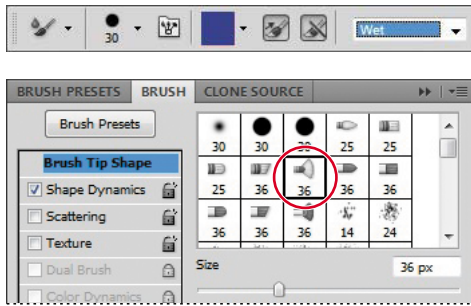 30
Wet
BRUSH PRESETS BRUSH CLONE SOURCE
Brush Presets
30 30 30 25 25
Brush Tip Shape
Shape Dynamics
25 36 36 36 36
Scattering
36 36 36 14 24
Texture
Dual Brush
Size 36 px
Color Dynamics